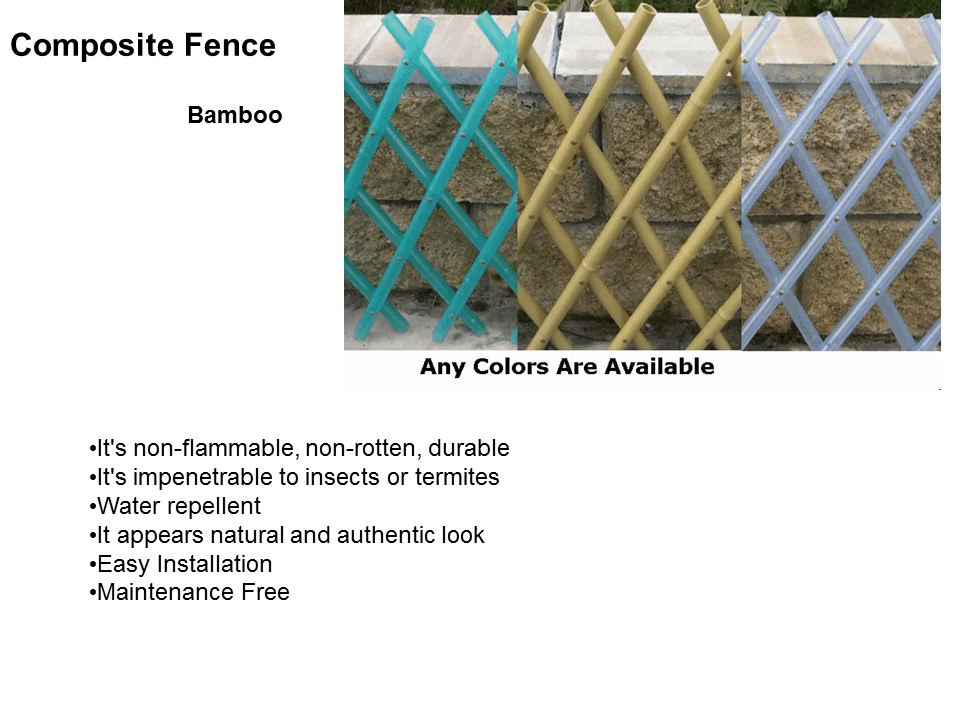 Composite Fence
Bamboo
Any Colors Are Available
•It's non-flammable, non-rotten, durable
•It's impenetrable to insects or termites
•Water repellent
•It appears natural and authentic look
•Easy Installation
•Maintenance Free